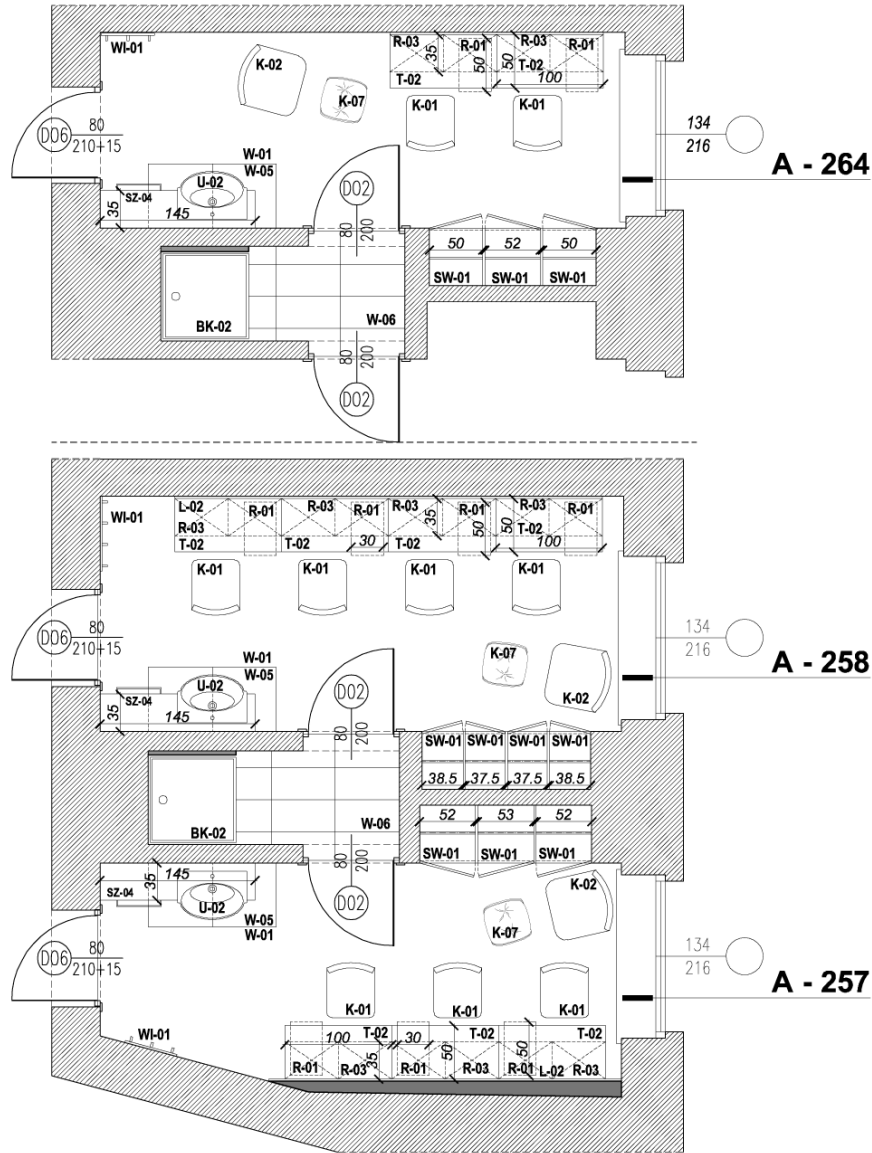 WI-01
K-02
K-07
R-03
35
R-01
50
T-02
R-03
50
T-02
R-01
100
K-01
K-01
D06
80
210+15
134
216
A - 264
W-01
W-05
U-02
SZ-04
35
145
D02
80
200
50
52
50
SW-01
SW-01
SW-01
BK-02
W-06
80
200
D02
WI-01
L-02
R-03
T-02
R-01
R-03
T-02
R-01
30
R-03
T-02
35
R-01
50
R-03
50
T-02
R-01
100
K-01
K-01
K-01
K-01
D06
80
210+15
134
216
K-07
K-02
A - 258
W-01
W-05
U-02
SZ-04
35
145
D02
80
200
SW-01
SW-01
SW-01
SW-01
38.5
37.5
37.5
38.5
BK-02
W-06
52
53
52
SW-01
SW-01
SW-01
80
200
D02
145
35
SZ-04
U-02
W-05
W-01
K-02
K-07
D06
80
210+15
134
216
A - 257
K-01
K-01
K-01
WI-01
100
T-02
30
T-02
50
T-02
R-01
R-03
35
R-01
50
R-03
R-01
L-02
R-03